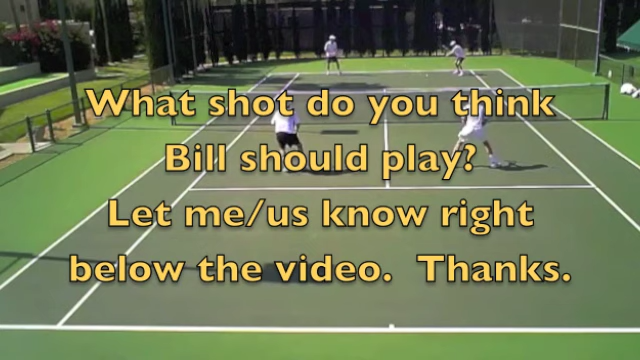 What shot do you think
Bill should play?
Let me/us know right
below the video.  Thanks.